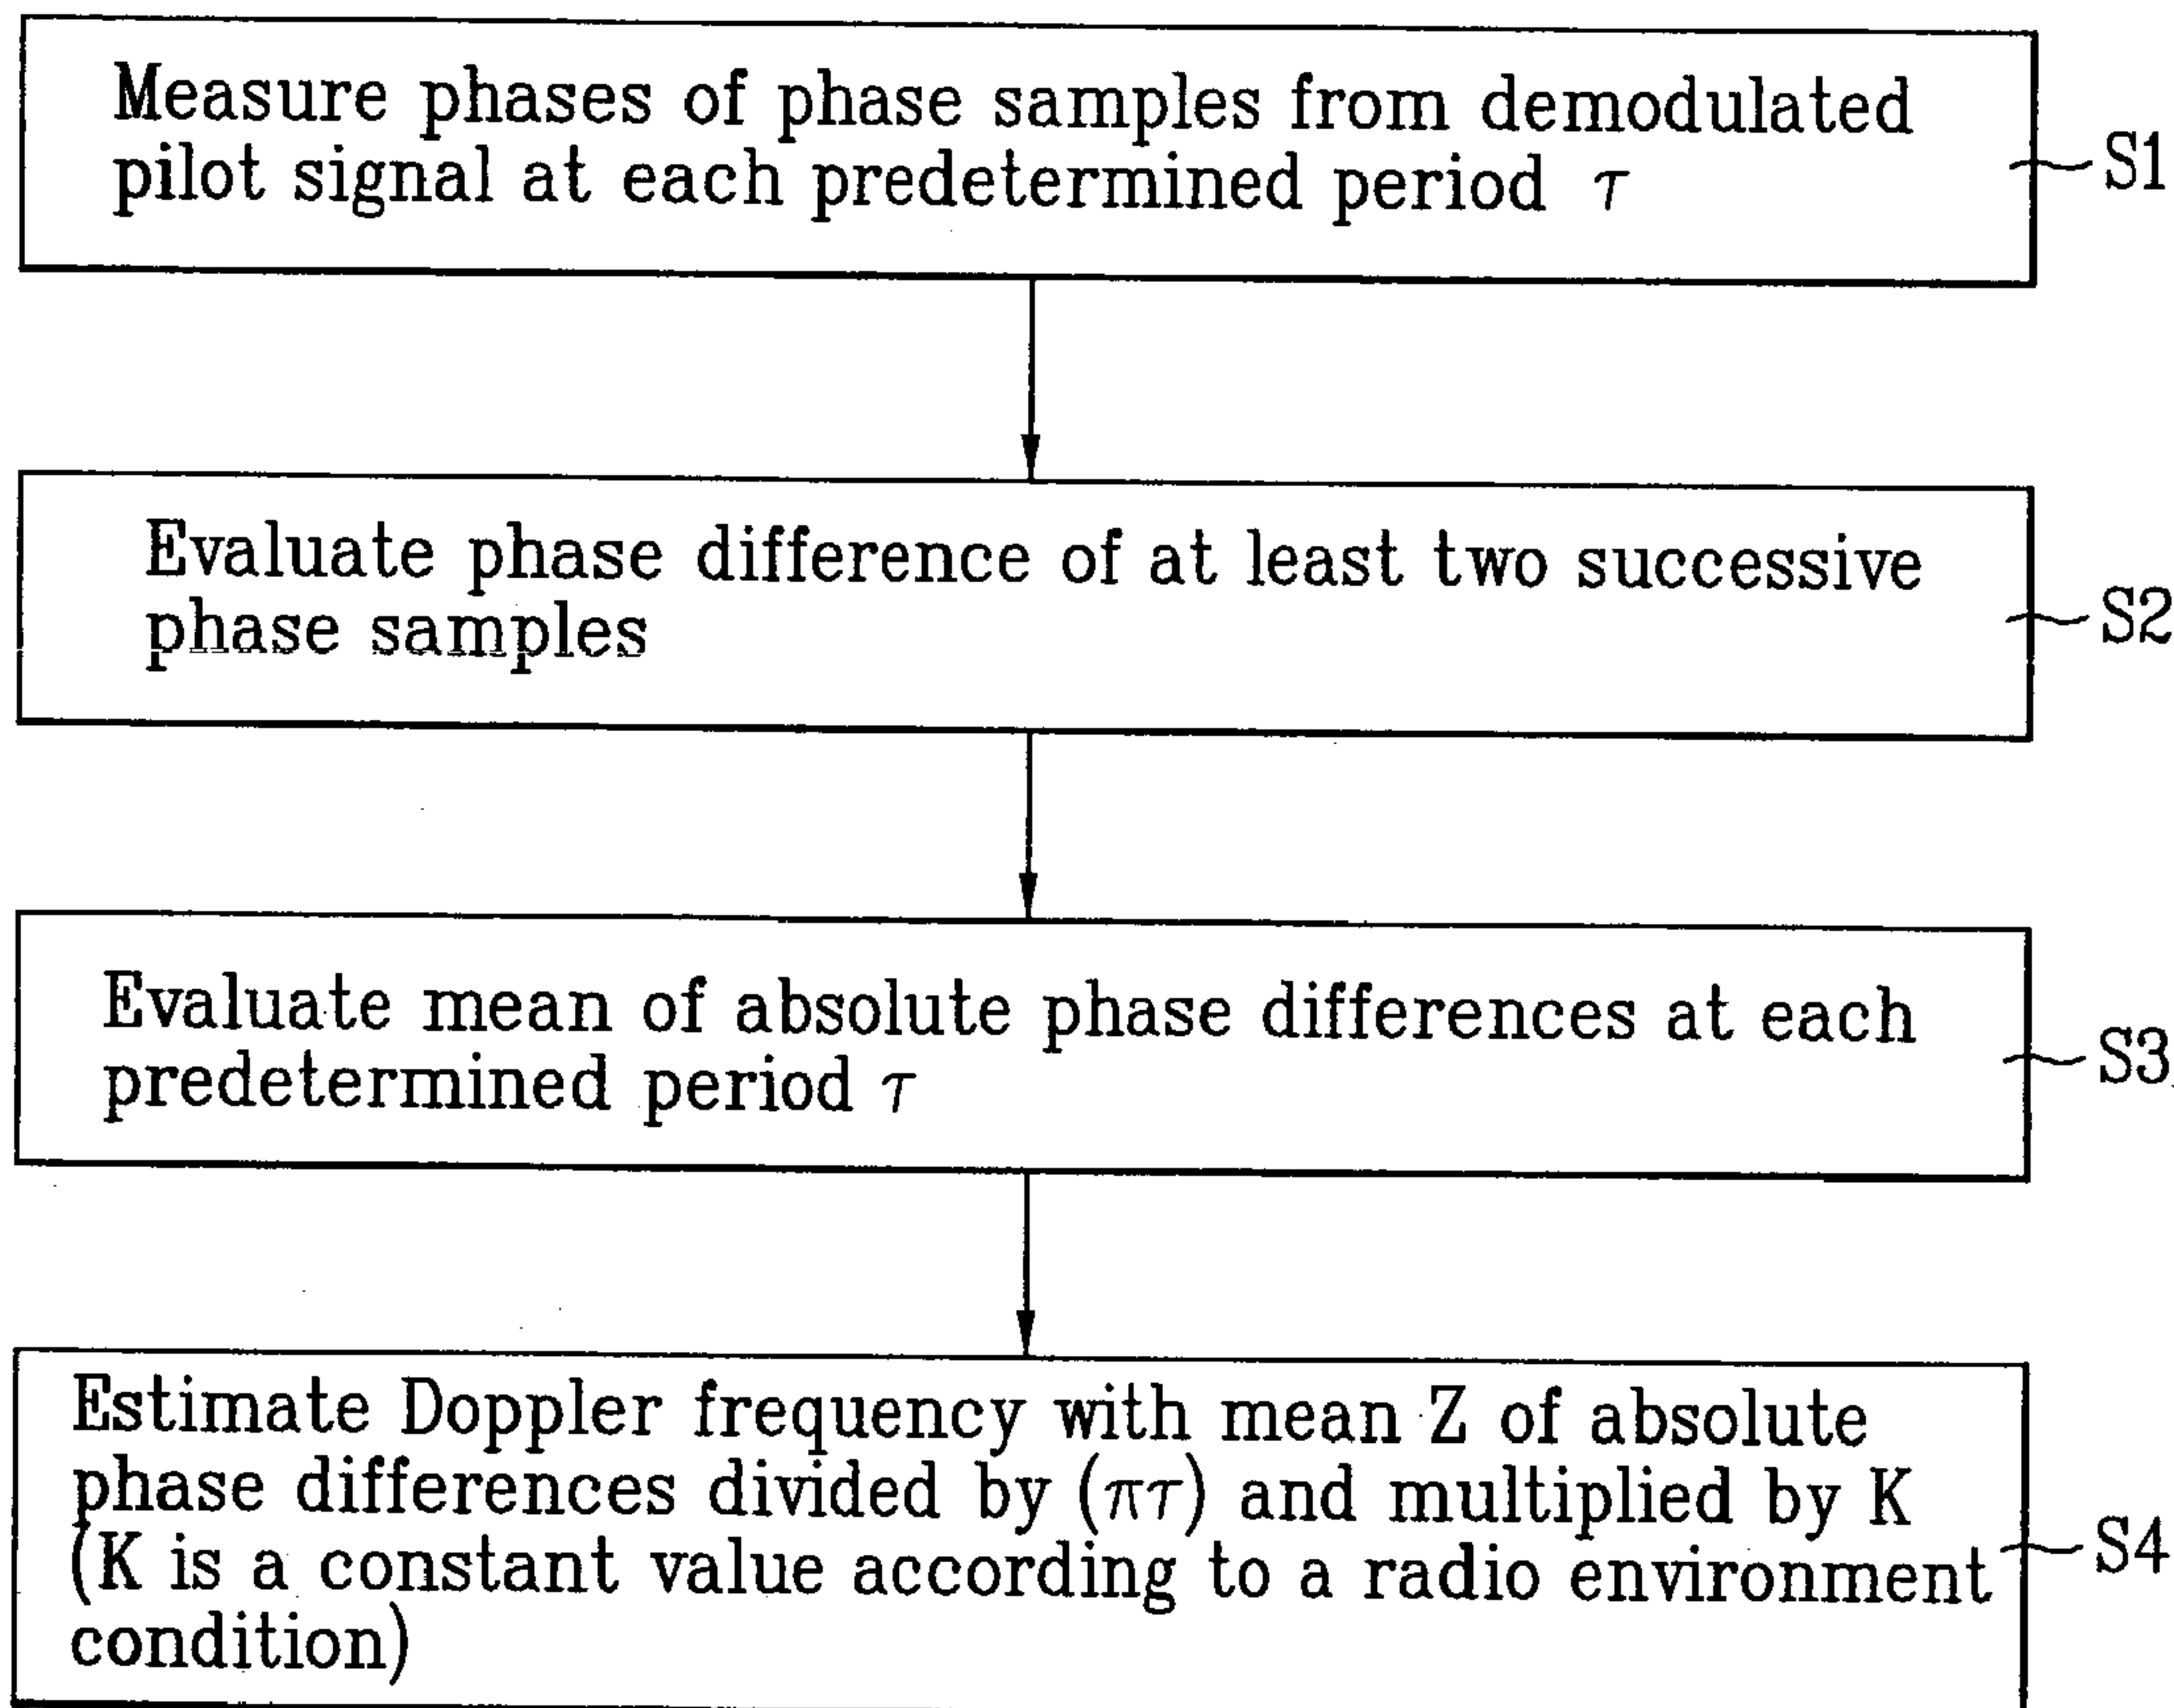 Measure phases of phase samples from demodulated
pilot signal at each predetermined period τ
S1
Evaluate phase difference of at least two successive
phase samples
S2
Evaluate mean of absolute phase differences at each
predetermined period τ
S3
Estimate Doppler frequency with mean Z of absolute
phase differences divided by (πτ) and multiplied by K
(K is a constant value according to a radio environment
condition)
S4